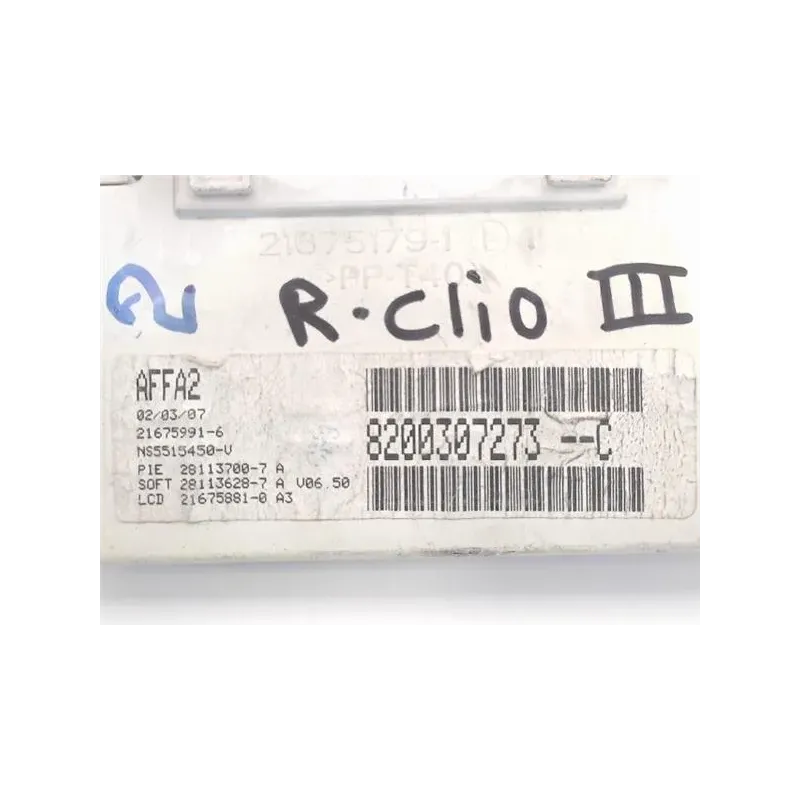 21675179-1
>PP-T40<
2 R.Clio III
AFFA2
02/03/07
21675991-6
NS5515450-V
PIE 28113700-7 A
SOFT 28113628-7 A V06.50
LCD 21675881-0 A3
8200307273 --C